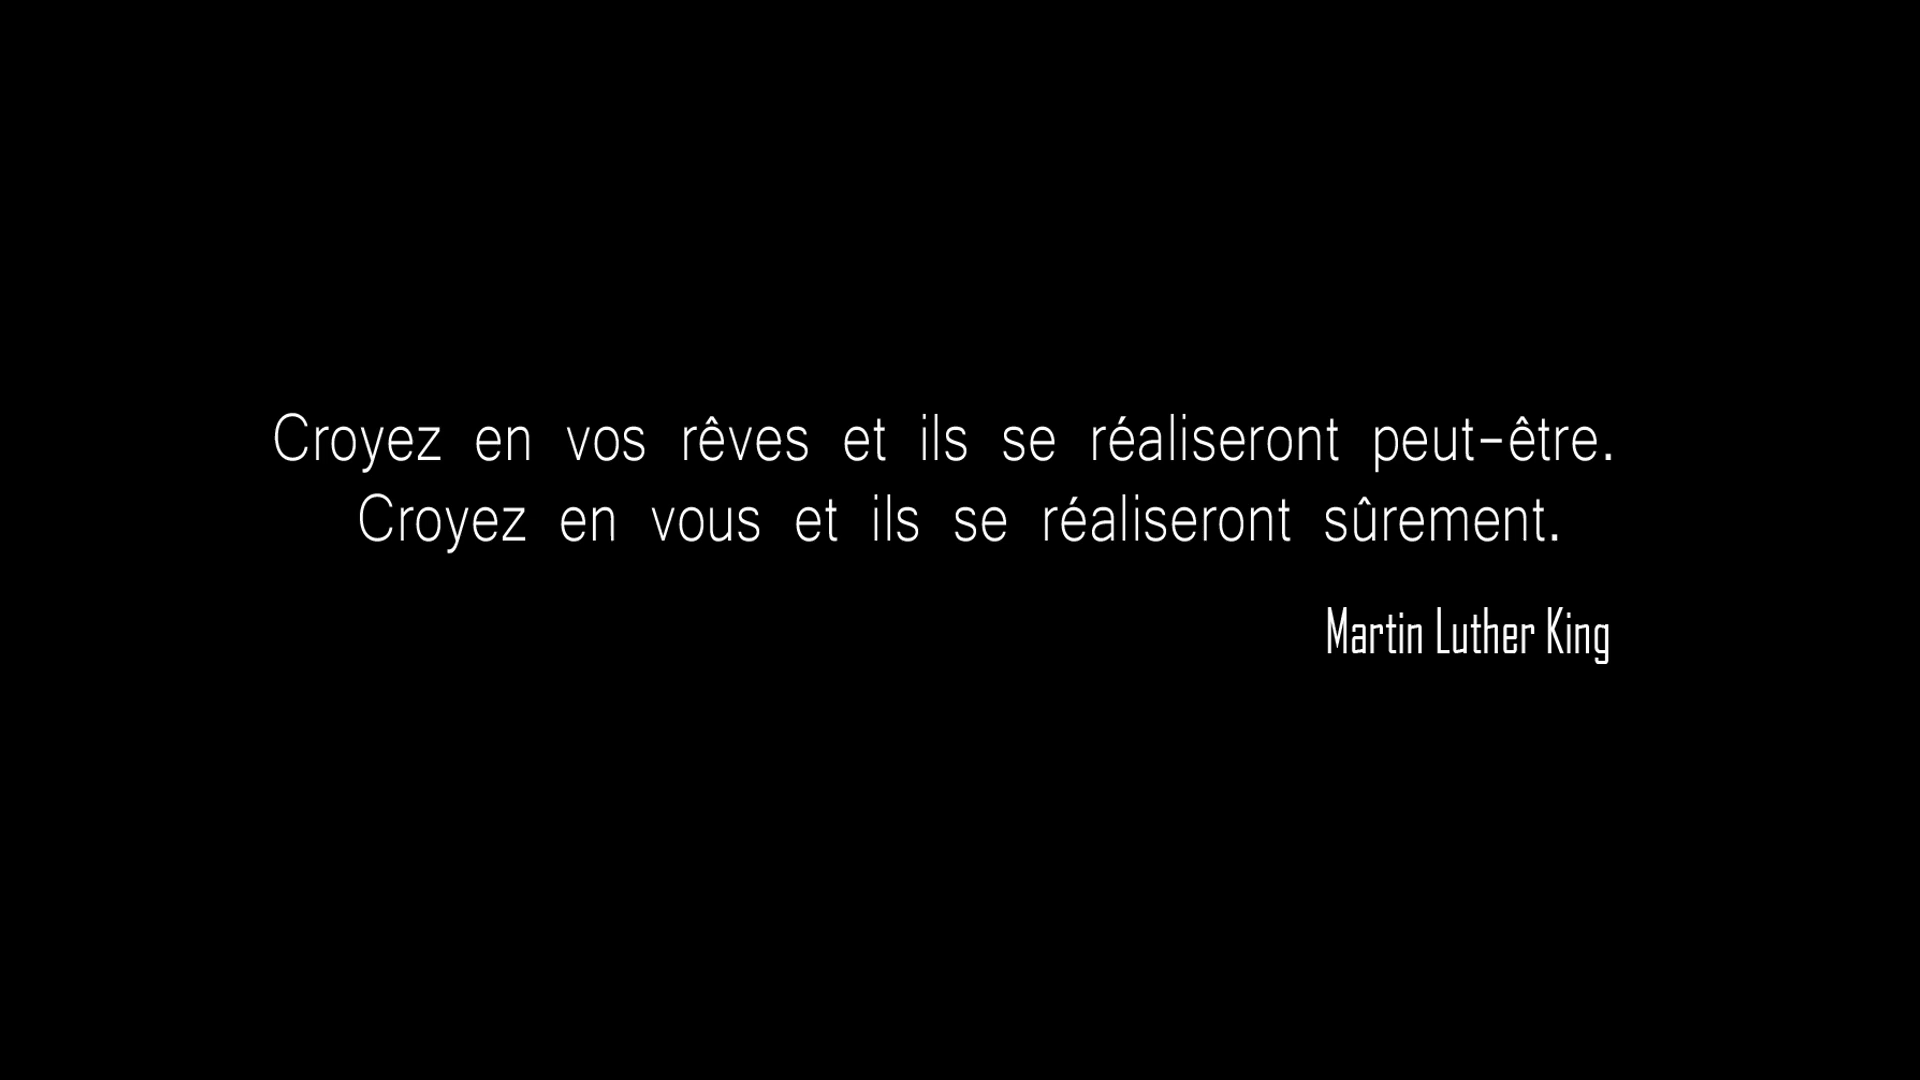 Croyez en vos rêves et ils se réaliseront peut-être.
Croyez en vous et ils se réaliseront sûrement.
Martin Luther King